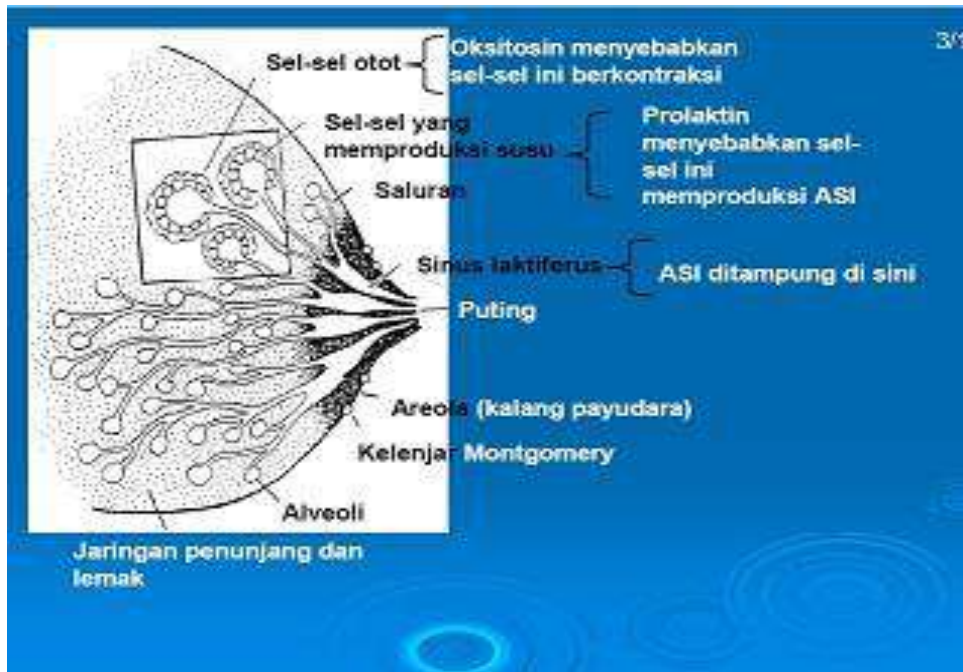 3/1
Sel-sel otot
Oksitosin menyebabkan
sel-sel ini berkontraksi
Sel-sel yang
memproduksi susu
Prolaktin
menyebabkan sel-
sel ini
memproduksi ASI
Saluran
Sinus laktiferus
ASI ditampung di sini
Puting
Areola (kalang payudara)
Kelenjar Montgomery
Alveoli
Jaringan penunjang dan
lemak